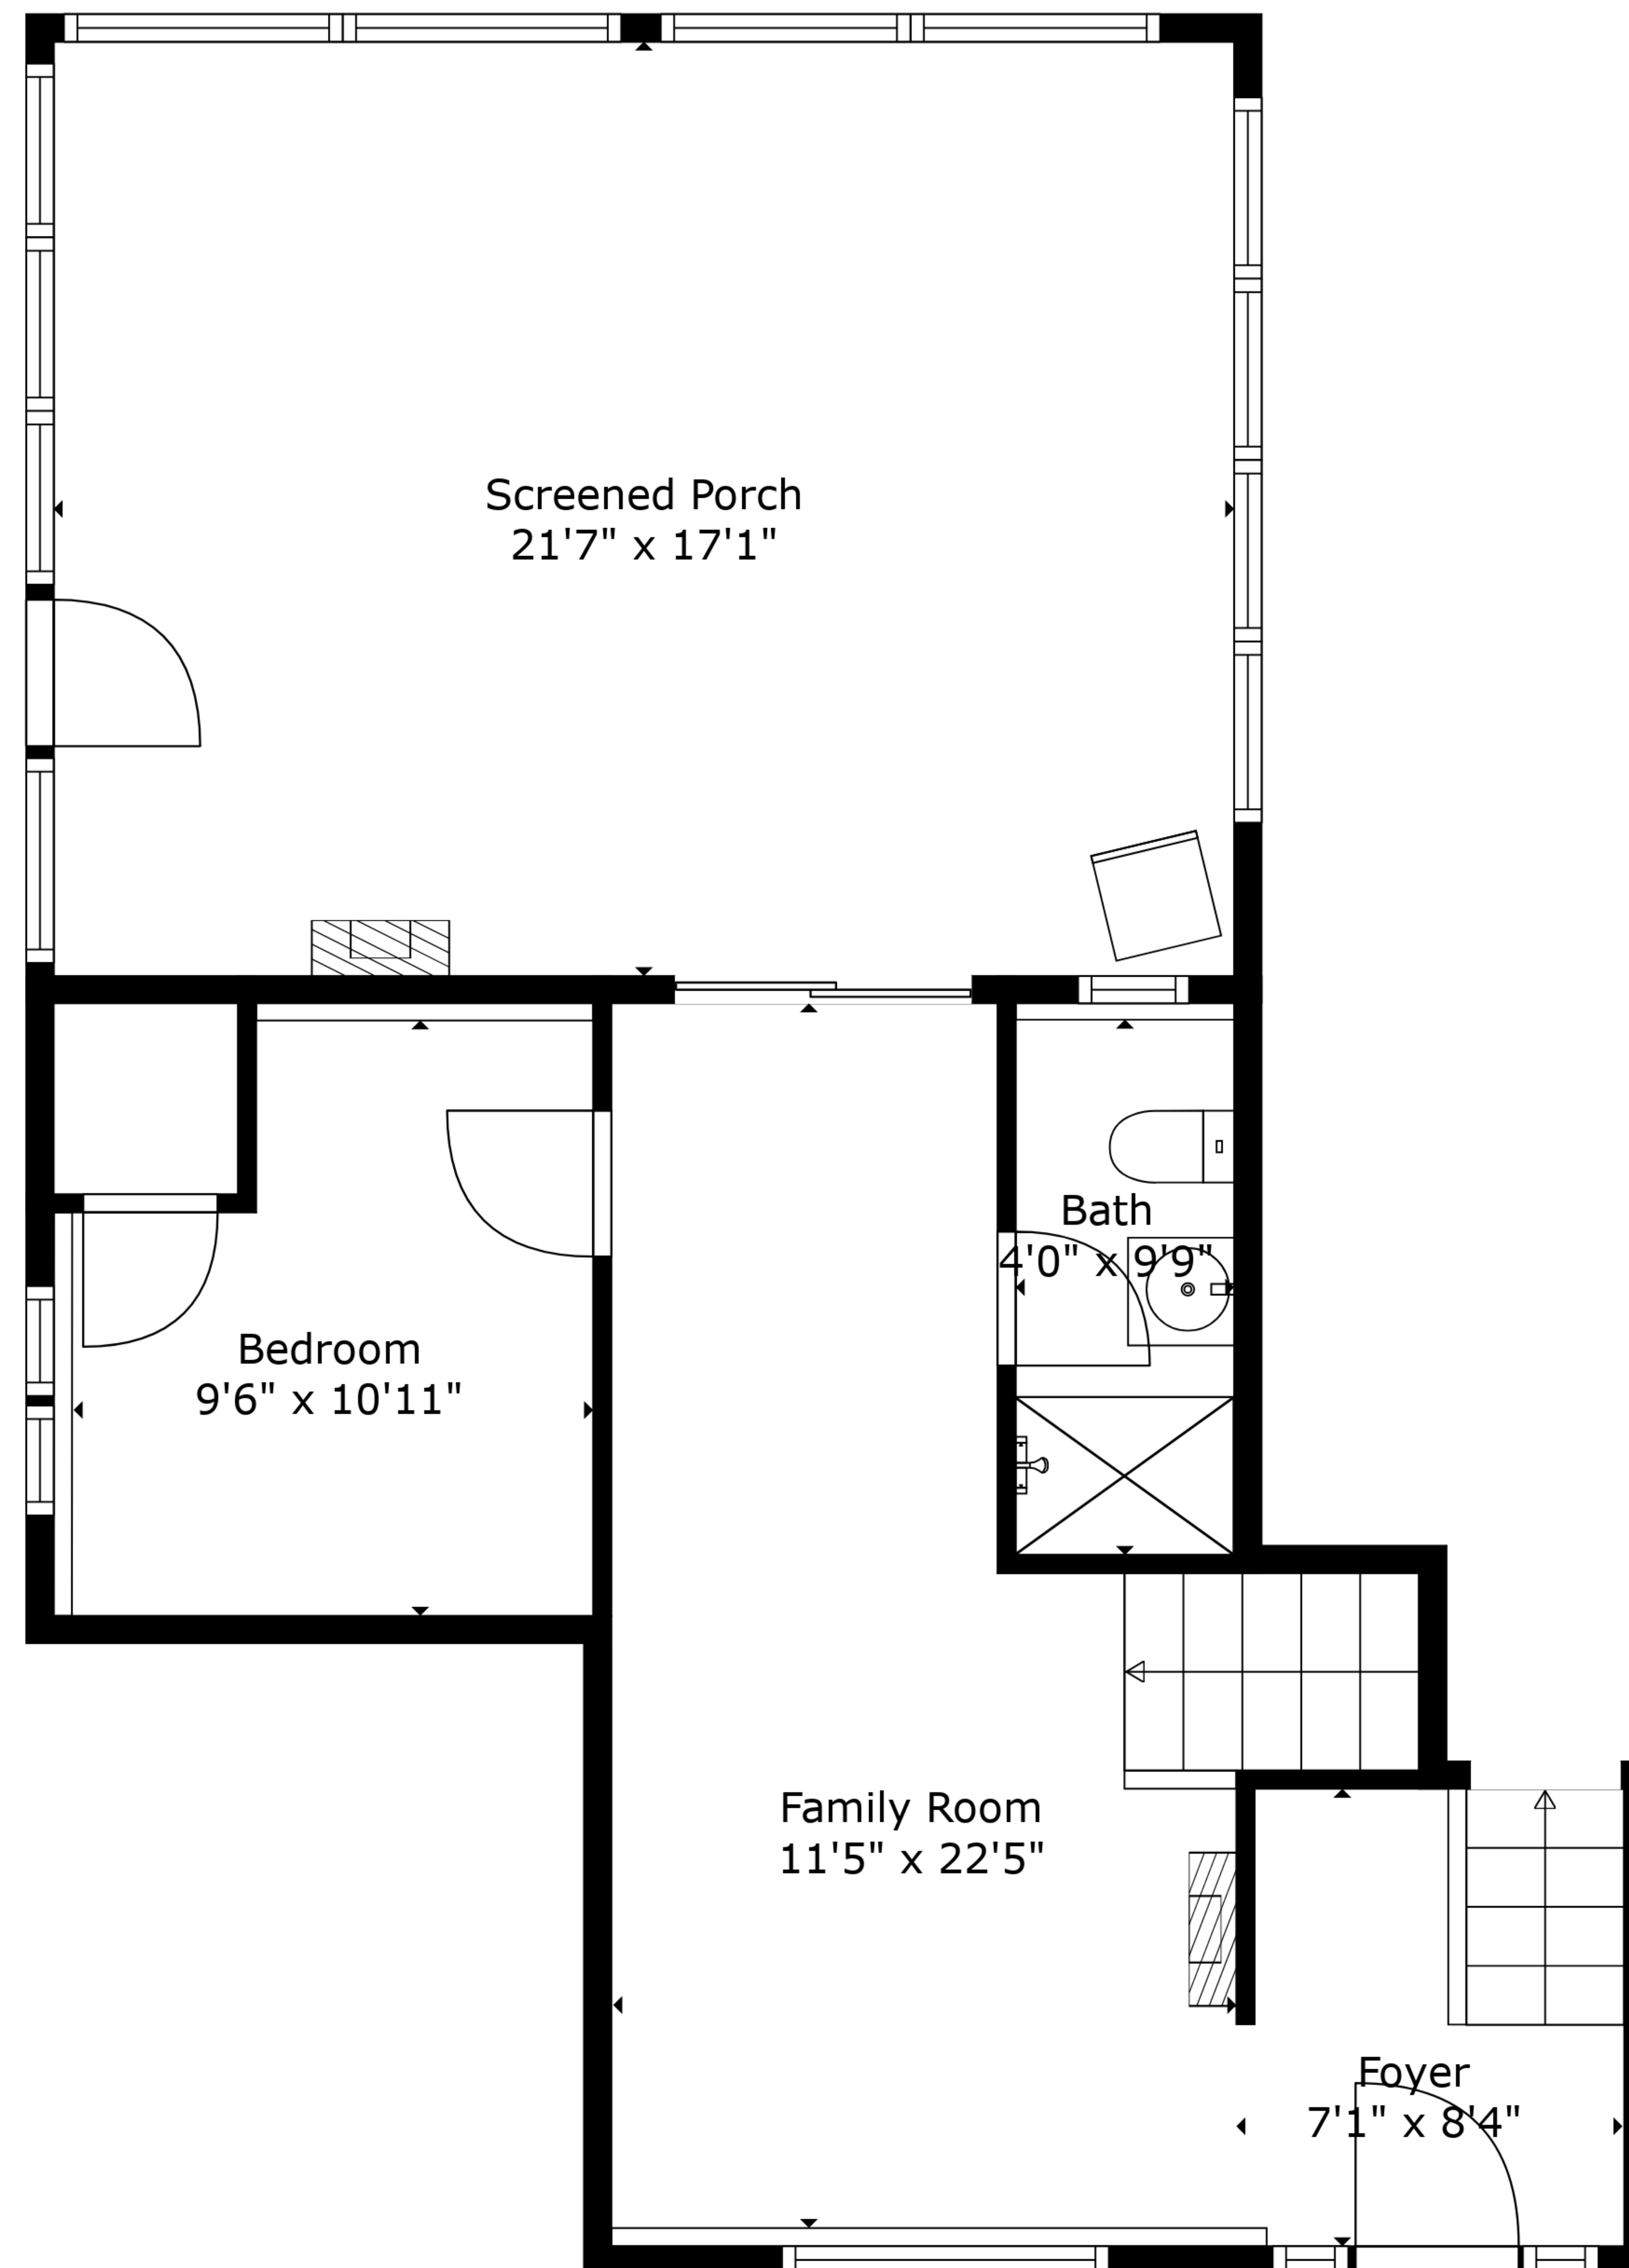 Screened Porch
21'7" x 17'1"
Bath
4'0" x 9'9"
Bedroom
9'6" x 10'11"
Family Room
11'5" x 22'5"
Foyer
7'1" x 8'4"